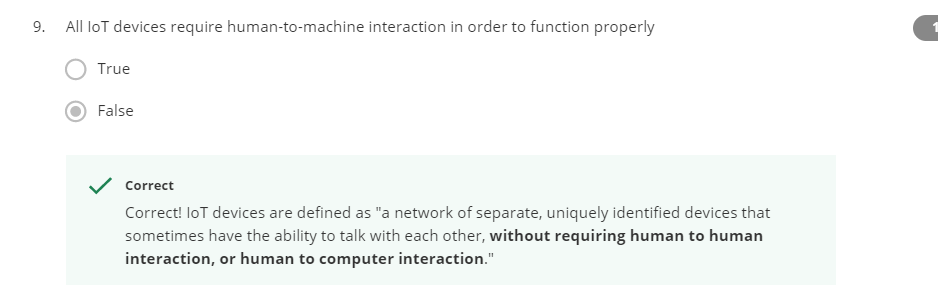 9. All IoT devices require human-to-machine interaction in order to function properly
1
True
False
Correct
Correct! IoT devices are defined as "a network of separate, uniquely identified devices that
sometimes have the ability to talk with each other, without requiring human to human
interaction, or human to computer interaction."